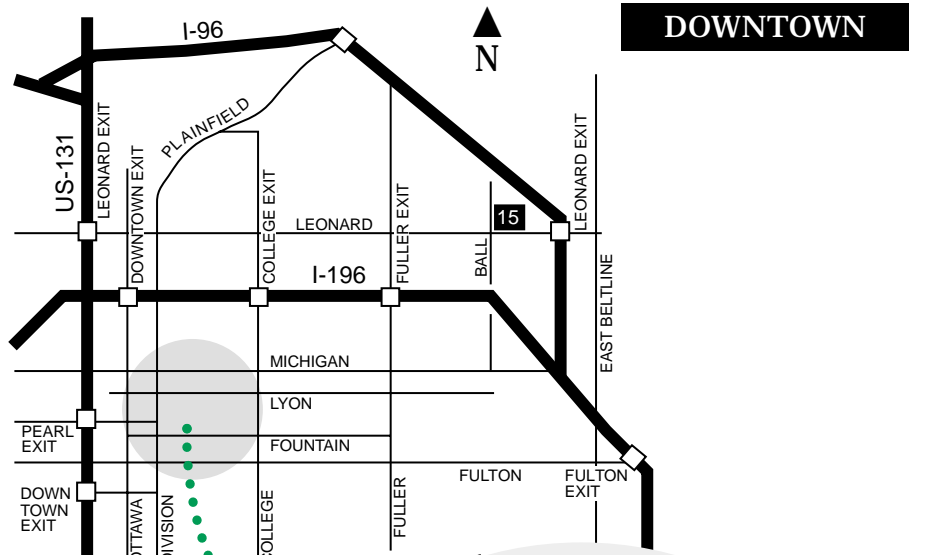 DOWNTOWN
I-96
N
PLAINFIELD
US-131
LEONARD EXIT
DOWNTOWN EXIT
COLLEGE EXIT
FULLER EXIT
LEONARD EXIT
15
LEONARD
BALL
I-196
EAST BELTLINE
MICHIGAN
LYON
PEARL
EXIT
FOUNTAIN
FULTON
FULTON
EXIT
DOWN
TOWN
EXIT
OTTAWA
DIVISION
COLLEGE
FULLER